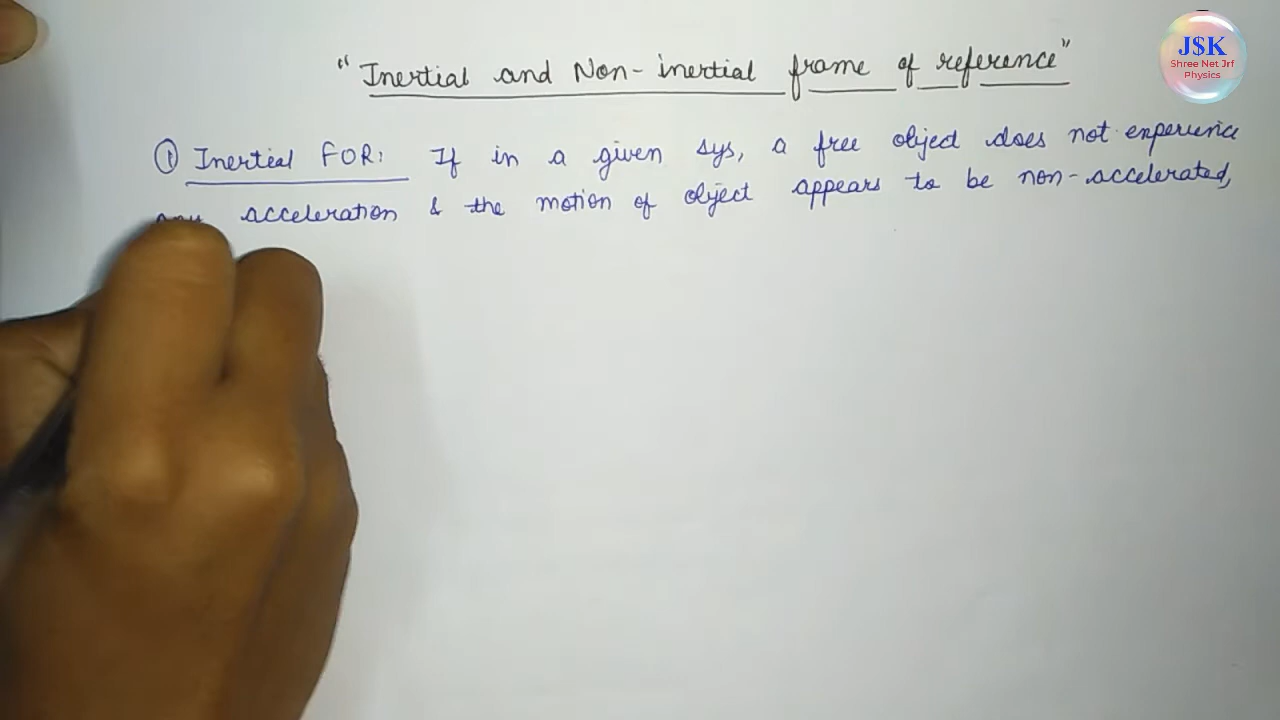 "Inertial and Non-inertial frame of reference"
① Inertial FOR: If in a given sys, a free object does not experience
any acceleration & the motion of object appears to be non-accelerated,
J$K
Shree Net Jrf
Physics